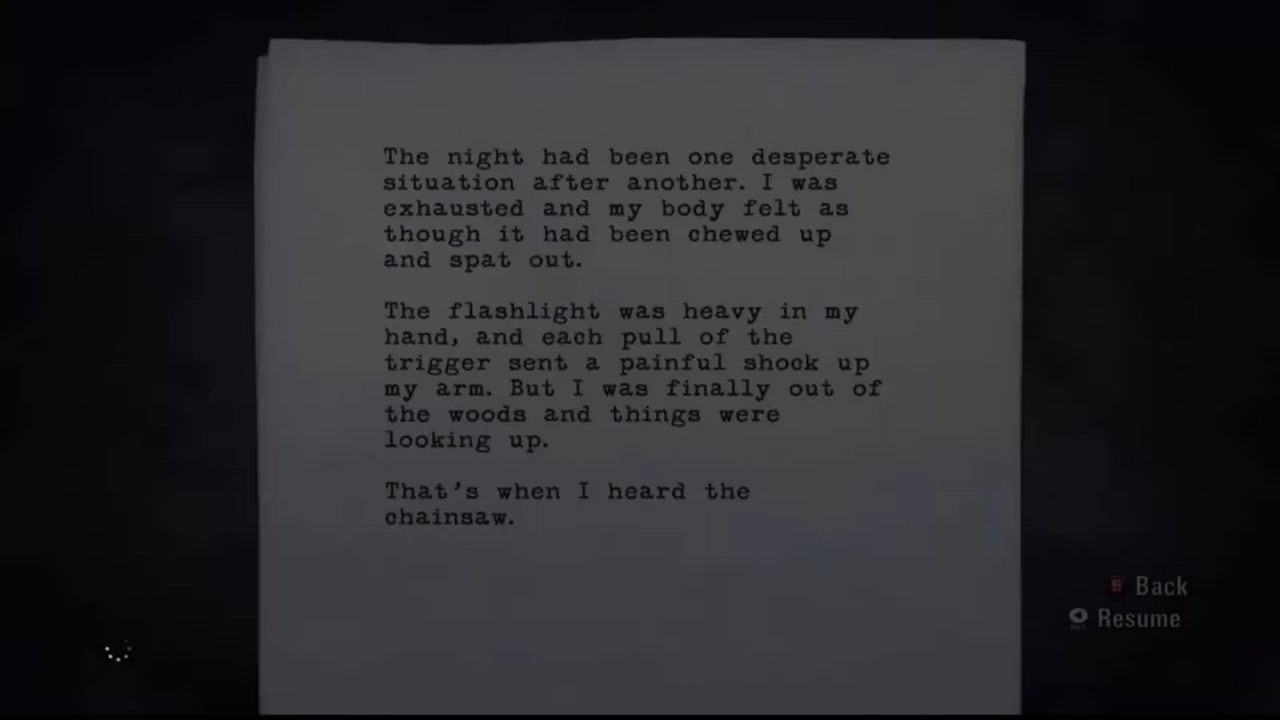 The night had been one desperate
situation after another. I was
exhausted and my body felt as
though it had been chewed up
and spat out.
The flashlight was heavy in my
hand, and each pull of the
trigger sent a painful shock up
my arm. But I was finally out of
the woods and things were
looking up.
That's when I heard the
chainsaw.
B Back
Resume